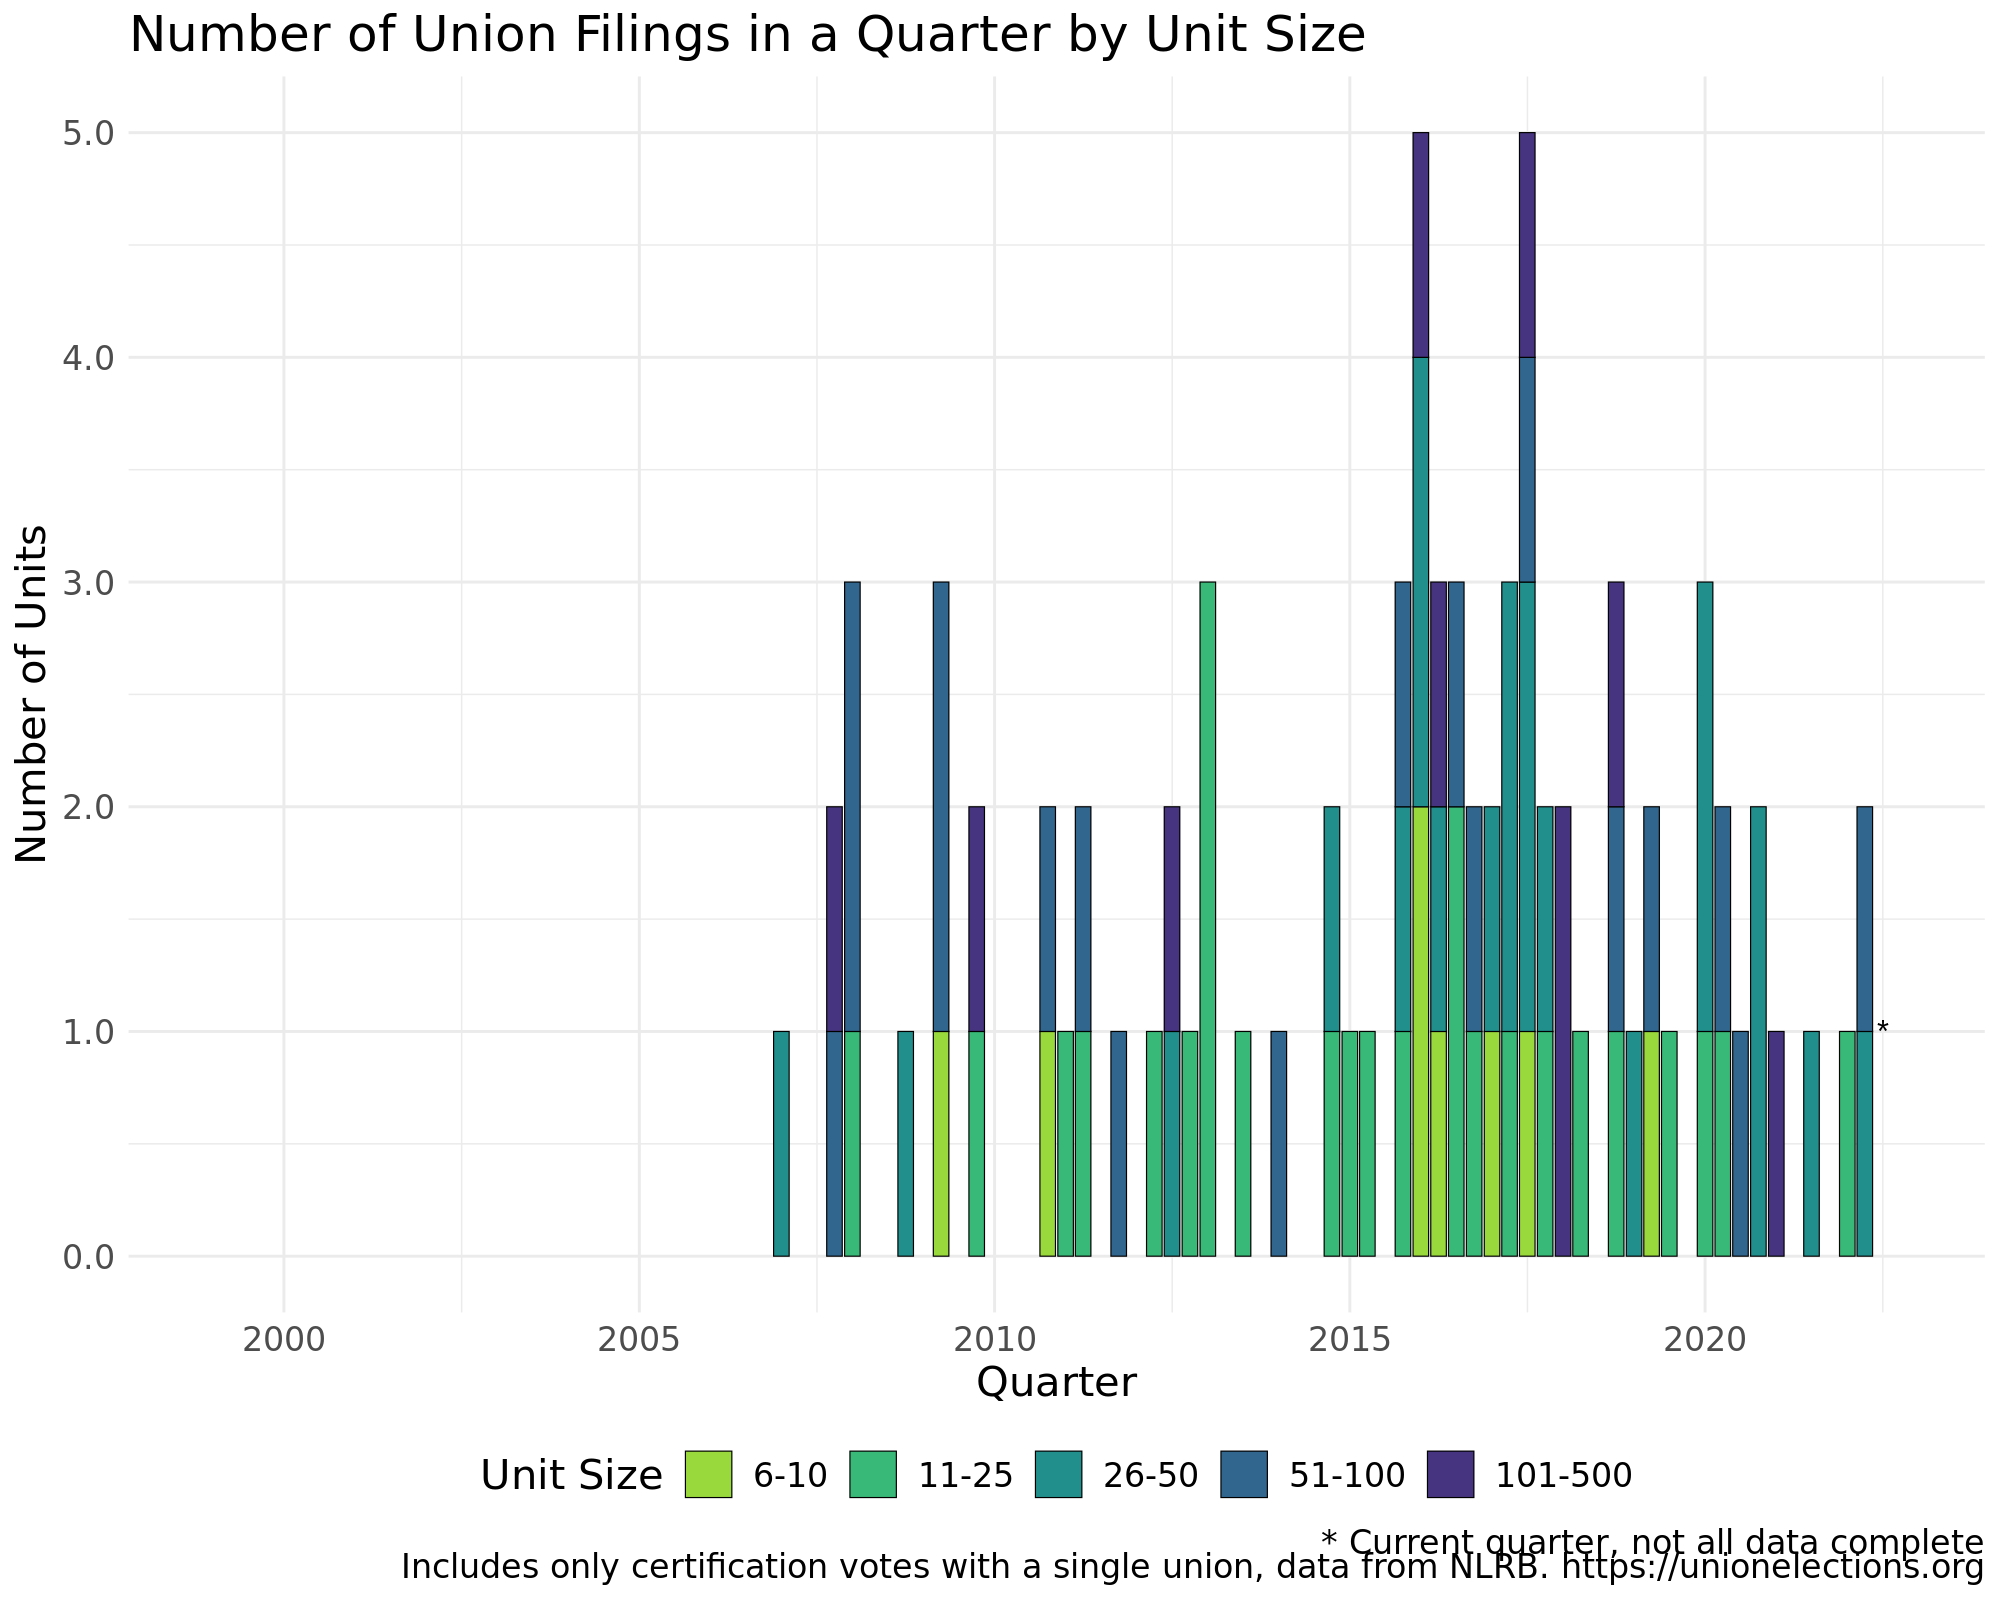 Number of Union Filings in a Quarter by Unit Size
Number of Units
5.0
4.0
3.0
2.0
1.0
0.0
*
2000 2005 2010 2015 2020
Quarter
Unit Size 6-10 11-25 26-50 51-100 101-500
* Current quarter, not all data complete
Includes only certification votes with a single union, data from NLRB. https://unionelections.org